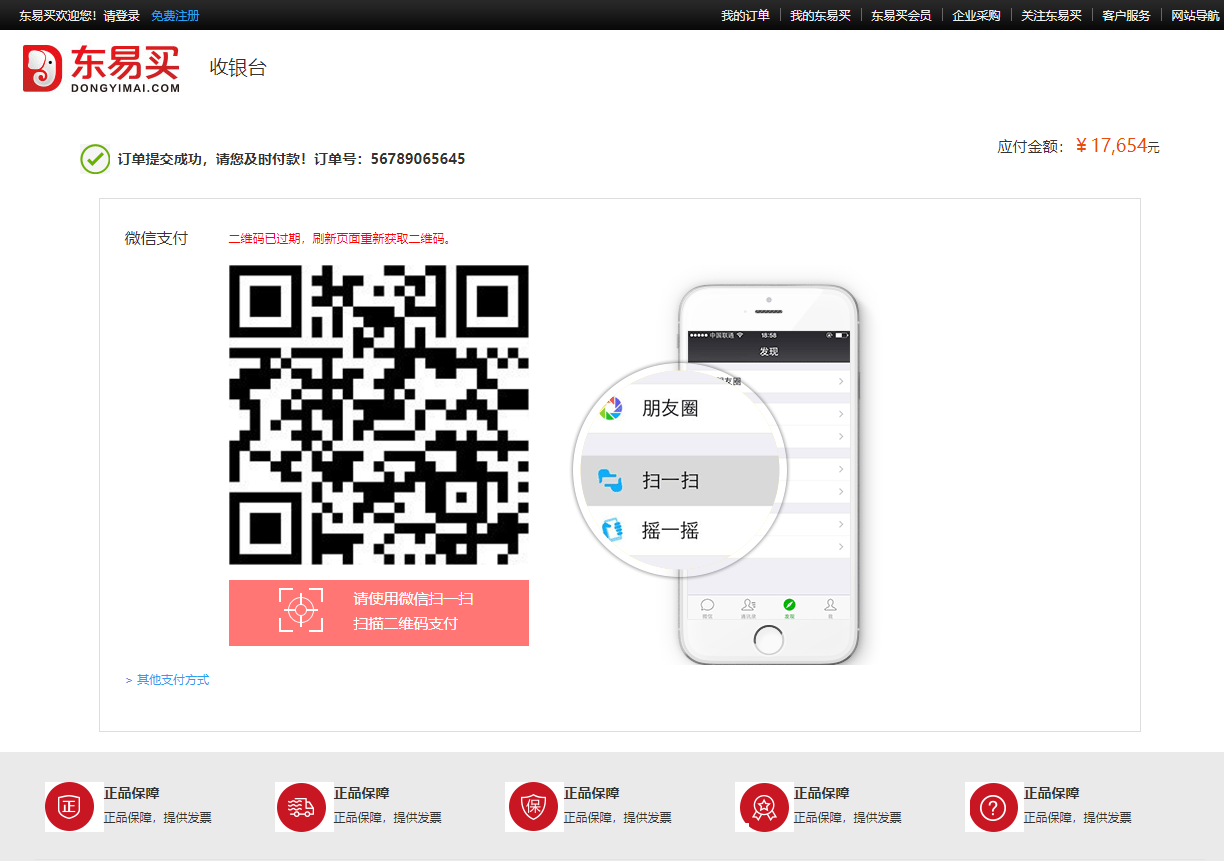 东易买欢迎您！请登录 免费注册 我的订单 我的东易买 东易买会员 企业采购 关注东易买 客户服务 网站导航
东易买 收银台
DONGYIMAI.COM
订单提交成功，请您及时付款！订单号：56789065645
应付金额：￥17,654元
微信支付 二维码已过期，刷新页面重新获取二维码。
中国联通 18:58
发现
朋友圈
朋友圈
扫一扫
摇一摇
请使用微信扫一扫
扫描二维码支付
> 其他支付方式
正 正品保障 正品保障 保 正品保障 正品保障 ? 正品保障
正品保障，提供发票 正品保障，提供发票 正品保障，提供发票 正品保障，提供发票 正品保障，提供发票